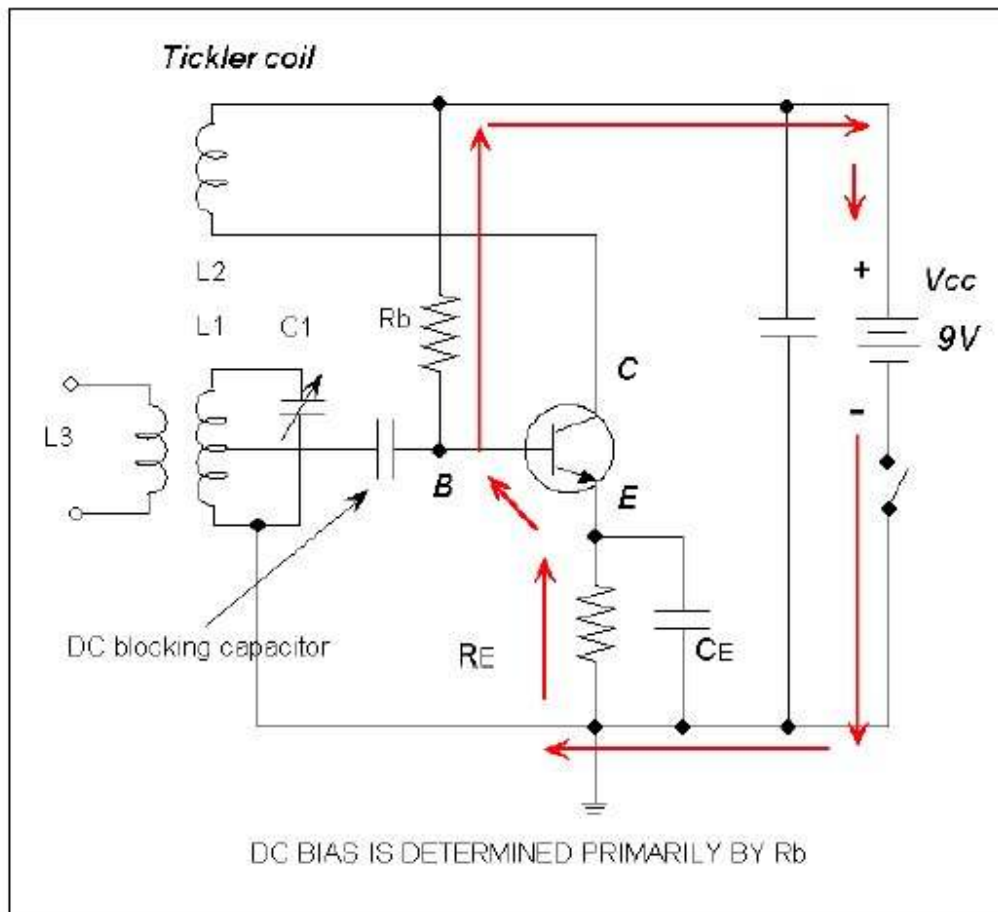 Tickler coil
L2
L1
C1
Rb
C
+
Vcc
9V
-
L3
B
E
DC blocking capacitor
RE
CE
DC BIAS IS DETERMINED PRIMARILY BY Rb